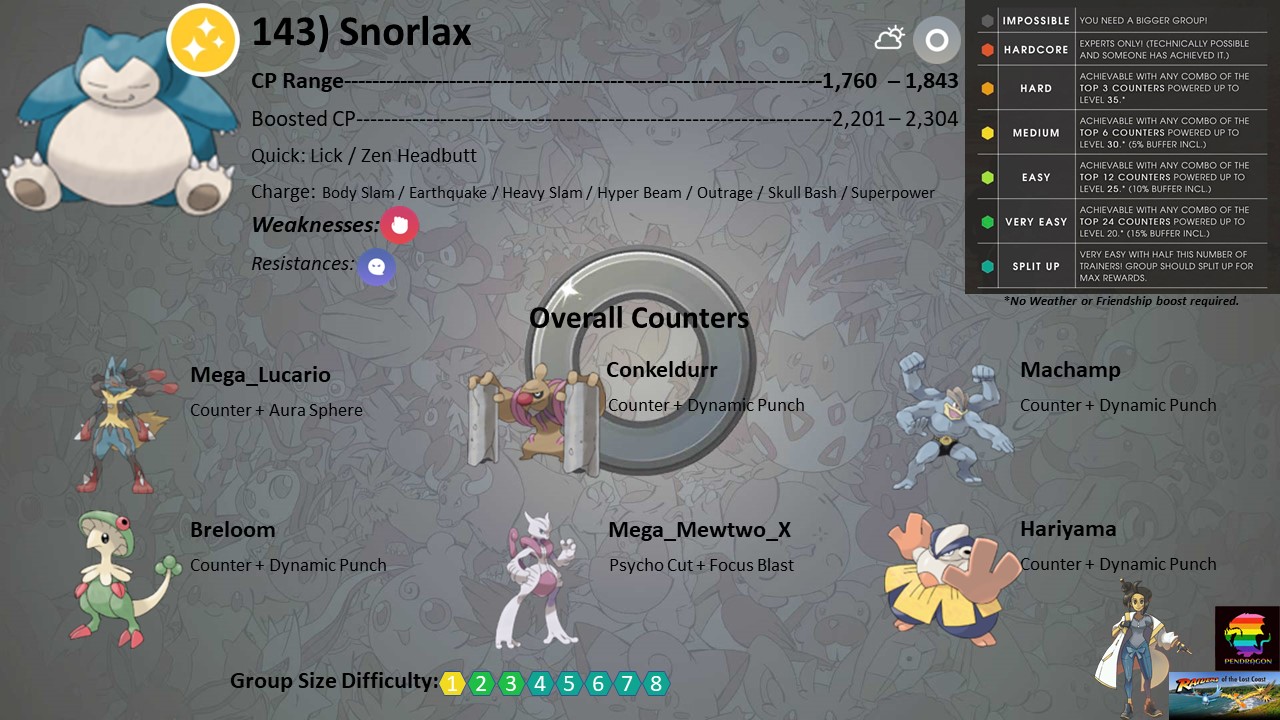 143) Snorlax
CP Range------------------------------------------------------------------------1,760 – 1,843
Boosted CP------------------------------------------------------------------------2,201 – 2,304
Quick: Lick / Zen Headbutt
Charge: Body Slam / Earthquake / Heavy Slam / Hyper Beam / Outrage / Skull Bash / Superpower
Weaknesses:
Resistances:
IMPOSSIBLE YOU NEED A BIGGER GROUP!
HARDCORE EXPERTS ONLY! (TECHNICALLY POSSIBLE
AND SOMEONE HAS ACHIEVED IT.)
HARD ACHIEVABLE WITH ANY COMBO OF THE
TOP 3 COUNTERS POWERED UP TO
LEVEL 35.*
MEDIUM ACHIEVABLE WITH ANY COMBO OF THE
TOP 6 COUNTERS POWERED UP TO
LEVEL 30.* (5% BUFFER INCL.)
EASY ACHIEVABLE WITH ANY COMBO OF THE
TOP 12 COUNTERS POWERED UP TO
LEVEL 25.* (10% BUFFER INCL.)
VERY EASY ACHIEVABLE WITH ANY COMBO OF THE
TOP 24 COUNTERS POWERED UP TO
LEVEL 20.* (15% BUFFER INCL.)
SPLIT UP VERY EASY WITH HALF THIS NUMBER OF
TRAINERS! GROUP SHOULD SPLIT UP FOR
MAX REWARDS.
*No Weather or Friendship boost required.
Overall Counters
Mega_Lucario
Counter + Aura Sphere
Conkeldurr
Counter + Dynamic Punch
Machamp
Counter + Dynamic Punch
Breloom
Counter + Dynamic Punch
Mega_Mewtwo_X
Psycho Cut + Focus Blast
Hariyama
Counter + Dynamic Punch
Group Size Difficulty: 1 2 3 4 5 6 7 8
PENDROGON
RAIDERS of the Lost Coast